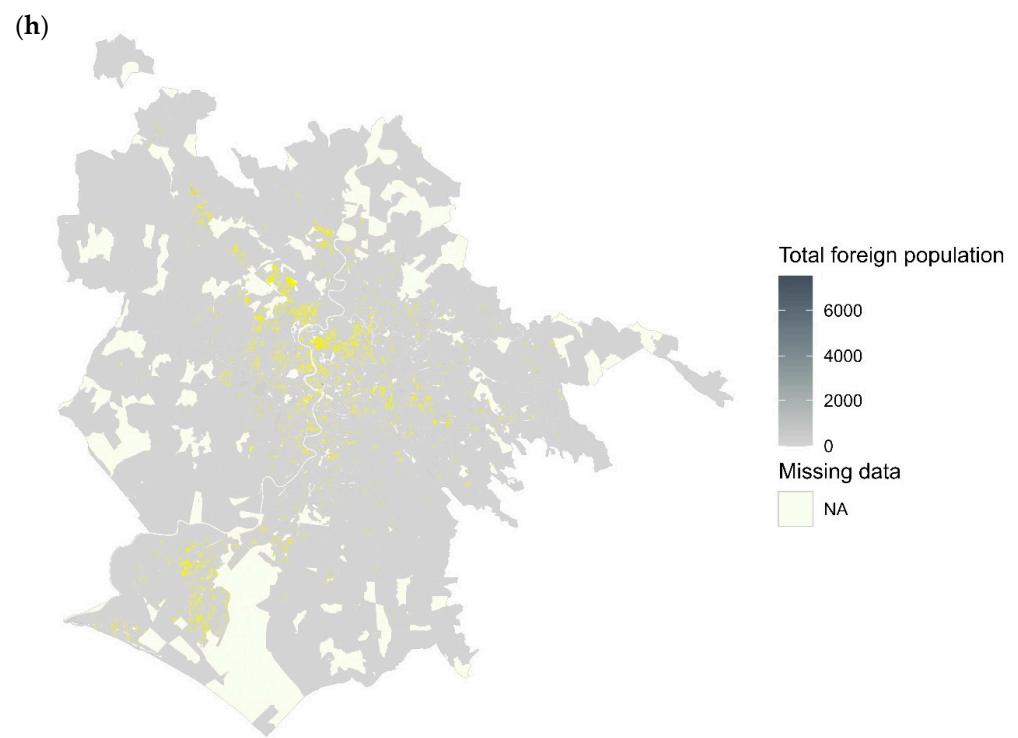 (h)
Total foreign population
6000
4000
2000
0
Missing data
NA